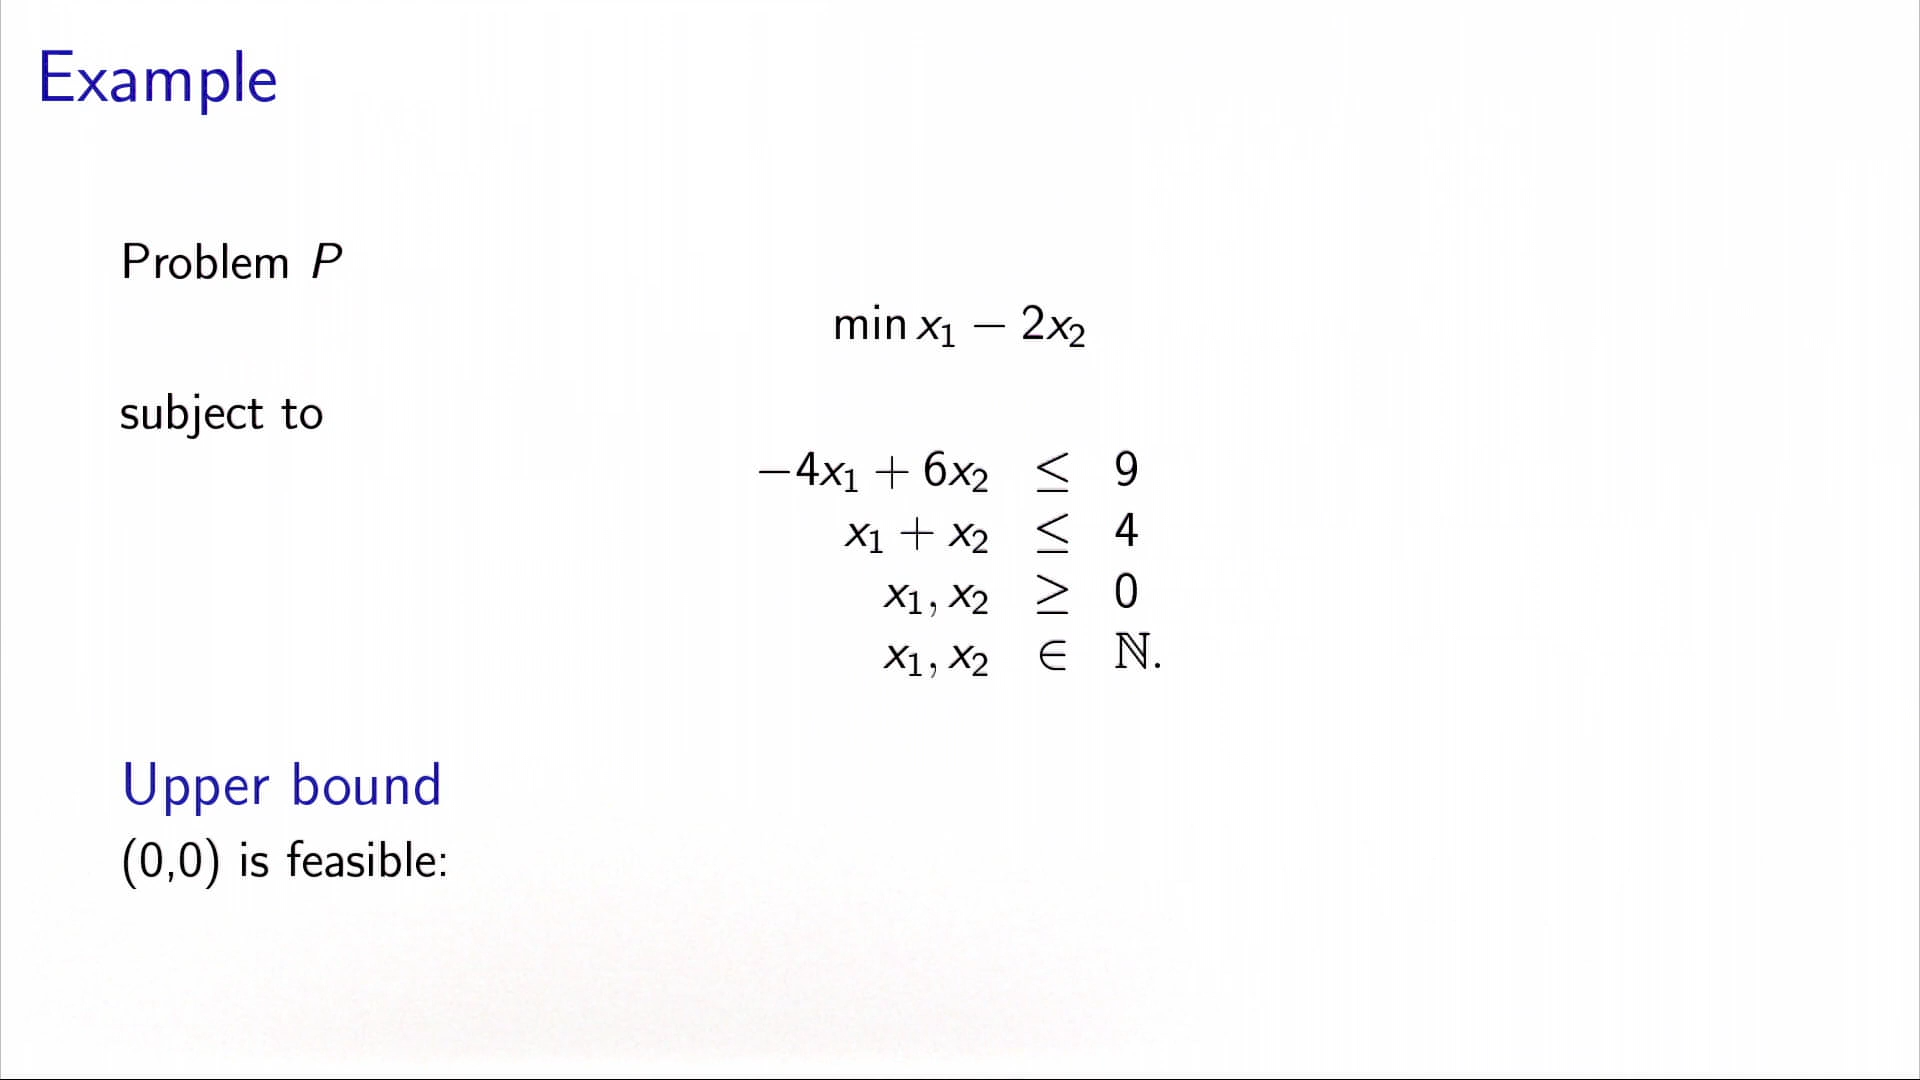 Example
Problem P
min x₁ − 2x₂
subject to
−4x₁ + 6x₂ ≤ 9
x₁ + x₂ ≤ 4
x₁, x₂ ≥ 0
x₁, x₂ ∈ ℕ.
Upper bound
(0,0) is feasible: